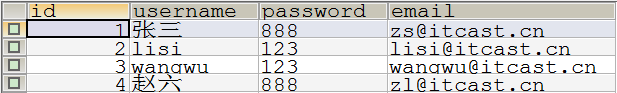 id username password email
1 张三 888 zs@itcast.cn
2 lisi 123 lisi@itcast.cn
3 wangwu 123 wangwu@itcast.cn
4 赵六 888 zl@itcast.cn